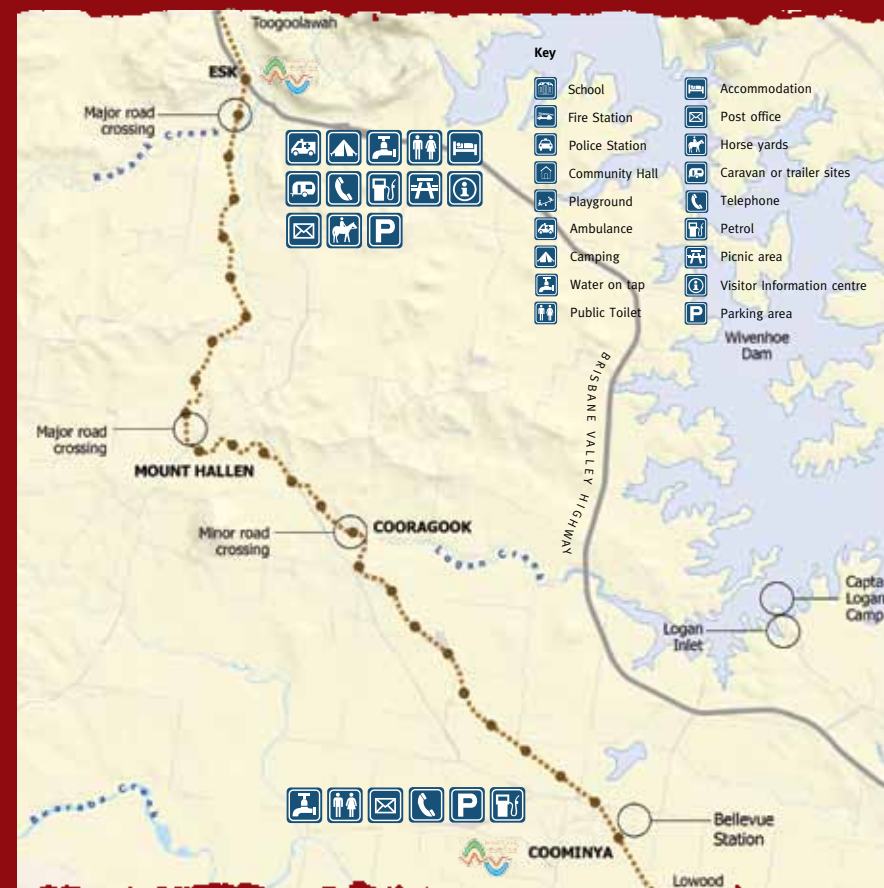 Toogoolawah
ESK
Major road
crossing
Key
School
Fire Station
Police Station
Community Hall
Playground
Ambulance
Camping
Water on tap
Public Toilet
Accommodation
Post office
Horse yards
Caravan or trailer sites
Telephone
Petrol
Picnic area
Visitor Information centre
P
Parking area
P
Wivenhoe
Dam
BRISBANE VALLEY HIGHWAY
Major road
crossing
MOUNT HALLEN
Minor road
crossing
COORAGOOK
Logan Creek
Capta
Logan
Camp
Logan
Inlet
P
Bellevue
Station
COOMINYA
Lowood